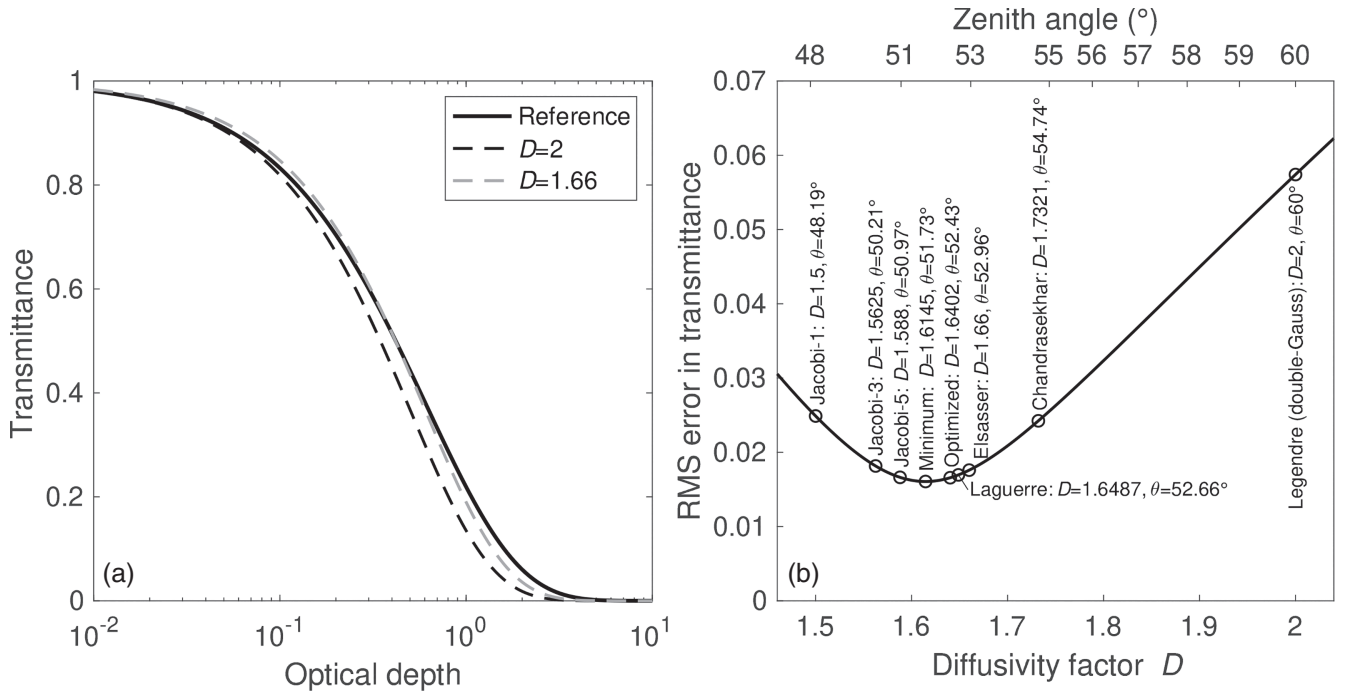 1
0.8
0.6
0.4
0.2
0
Transmittance
Reference
D=2
D=1.66
(a)
10-2
10-1
100
101
Optical depth
Zenith angle (°)
48 51 53 55 56 57 58 59 60
0.07
0.06
0.05
0.04
0.03
0.02
0.01
0
RMS error in transmittance
Jacobi-1: D=1.5, θ=48.19°
Jacobi-3: D=1.5625, θ=50.21°
Jacobi-5: D=1.588, θ=50.97°
Minimum: D=1.6145, θ=51.73°
Optimized: D=1.6402, θ=52.43°
Elsasser: D=1.66, θ=52.96°
Chandrasekhar: D=1.7321, θ=54.74°
Legendre (double-Gauss): D=2, θ=60°
Laguerre: D=1.6487, θ=52.66°
(b)
1.5 1.6 1.7 1.8 1.9 2
Diffusivity factor D